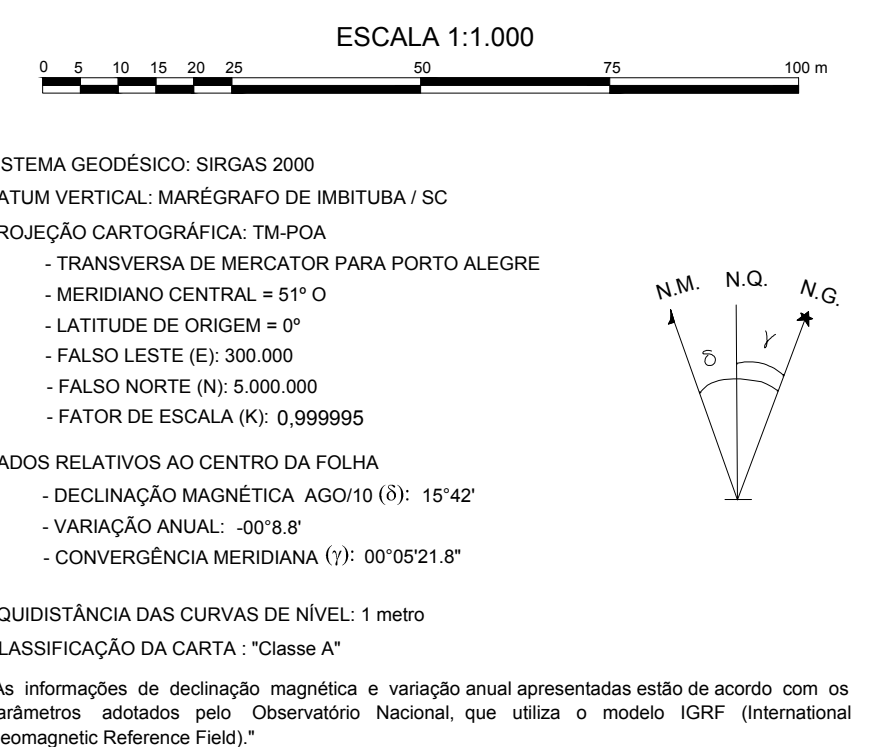 ESCALA 1:1.000
0 5 10 15 20 25 50 75 100 m
ISTEMA GEODÉSICO: SIRGAS 2000
ATUM VERTICAL: MARÉGRAFO DE IMBITUBA / SC
ROJEÇÃO CARTOGRÁFICA: TM-POA
- TRANSVERSA DE MERCATOR PARA PORTO ALEGRE
- MERIDIANO CENTRAL = 51º O
- LATITUDE DE ORIGEM = 0º
- FALSO LESTE (E): 300.000
- FALSO NORTE (N): 5.000.000
- FATOR DE ESCALA (K): 0,999995
N.M. N.Q. N.G.
δ γ
ADOS RELATIVOS AO CENTRO DA FOLHA
- DECLINAÇÃO MAGNÉTICA AGO/10 (δ): 15°42'
- VARIAÇÃO ANUAL: -00°8.8'
- CONVERGÊNCIA MERIDIANA (γ): 00°05'21.8"
QUIDISTÂNCIA DAS CURVAS DE NÍVEL: 1 metro
LASSIFICAÇÃO DA CARTA : "Classe A"
As informações de declinação magnética e variação anual apresentadas estão de acordo com os
arâmetros adotados pelo Observatório Nacional, que utiliza o modelo IGRF (International
eomagnetic Reference Field)."